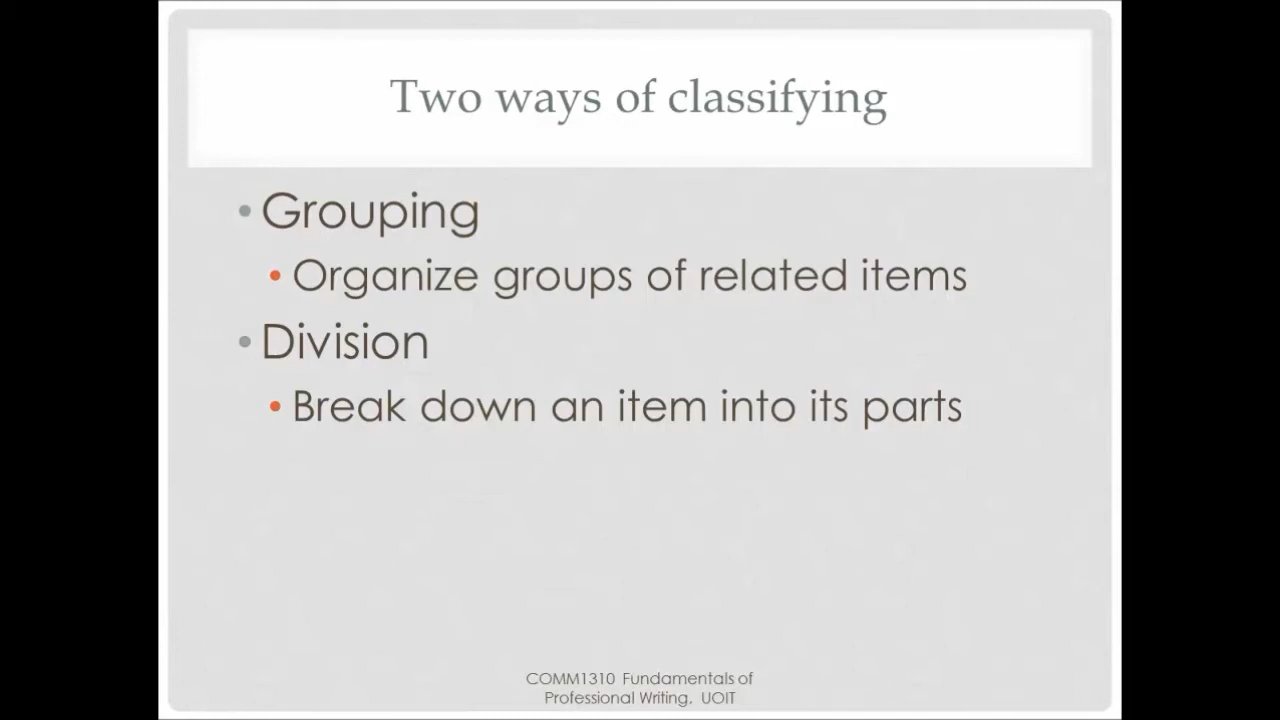 Two ways of classifying
• Grouping
• Organize groups of related items
• Division
• Break down an item into its parts
COMM1310 Fundamentals of
Professional Writing, UOIT